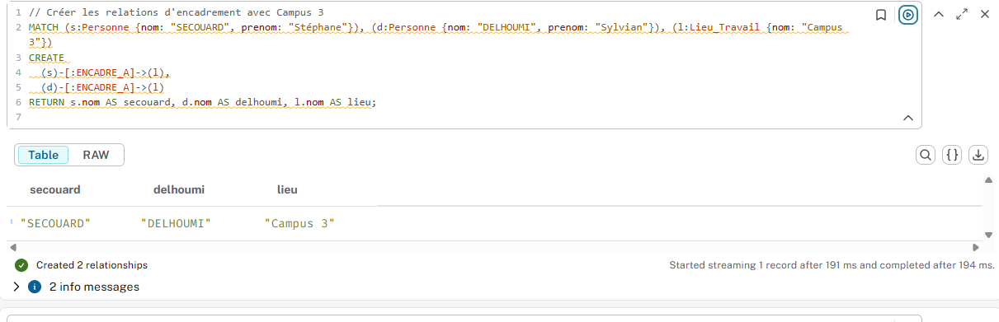 1 // Créer les relations d'encadrement avec Campus 3
2 MATCH (s:Personne {nom: "SECOUARD", prenom: "Stéphane"}), (d:Personne {nom: "DELHOUMI", prenom: "Sylvian"}), (l:Lieu_Travail {nom: "Campus
3"})
3 CREATE
4 (s)-[:ENCADRE_A]->(l),
5 (d)-[:ENCADRE_A]->(l)
6 RETURN s.nom AS secouard, d.nom AS delhoumi, l.nom AS lieu;
7
Table RAW
secouard delhoumi lieu
1 "SECOUARD" "DELHOUMI" "Campus 3"
Created 2 relationships Started streaming 1 record after 191 ms and completed after 194 ms.
2 info messages